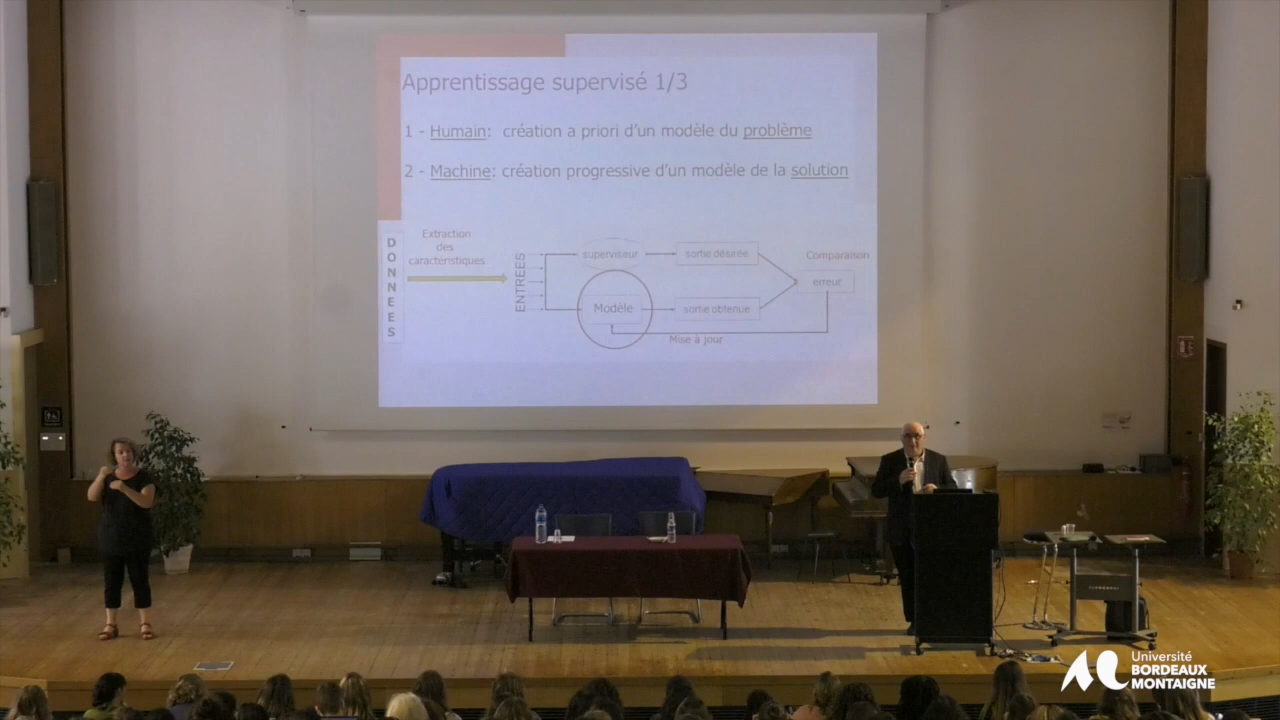 Apprentissage supervisé 1/3
1 - Humain: création a priori d'un modèle du problème
2 - Machine: création progressive d'un modèle de la solution
DONNEES
Extraction
des
caractéristiques
ENTREES
superviseur
sortie désirée
Comparaison
erreur
Modèle
sortie obtenue
Mise à jour
Université
BORDEAUX
MONTAIGNE